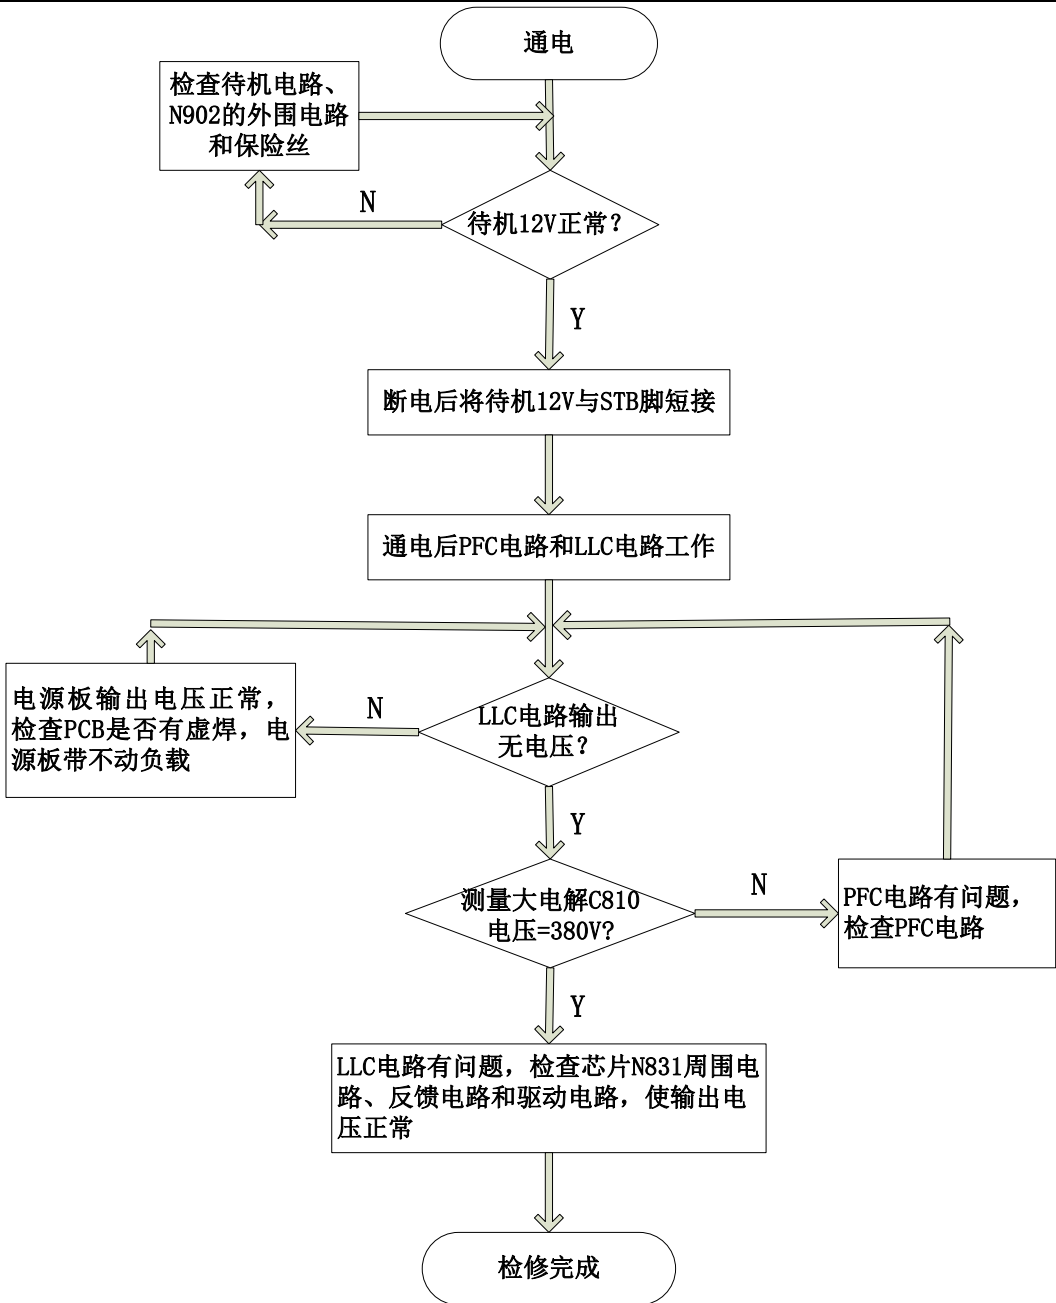 通电
检查待机电路、
N902的外围电路
和保险丝
N
待机12V正常?
Y
断电后将待机12V与STB脚短接
通电后PFC电路和LLC电路工作
电源板输出电压正常，
检查PCB是否有虚焊，电
源板带不动负载
N
LLC电路输出
无电压?
Y
测量大电解C810
电压=380V?
N
PFC电路有问题，
检查PFC电路
Y
LLC电路有问题，检查芯片N831周围电
路、反馈电路和驱动电路，使输出电
压正常
检修完成